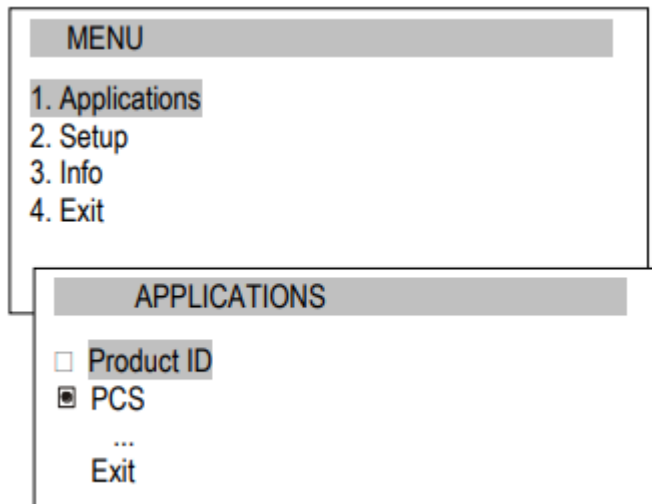 MENU
1. Applications
2. Setup
3. Info
4. Exit
APPLICATIONS
Product ID
PCS
...
Exit